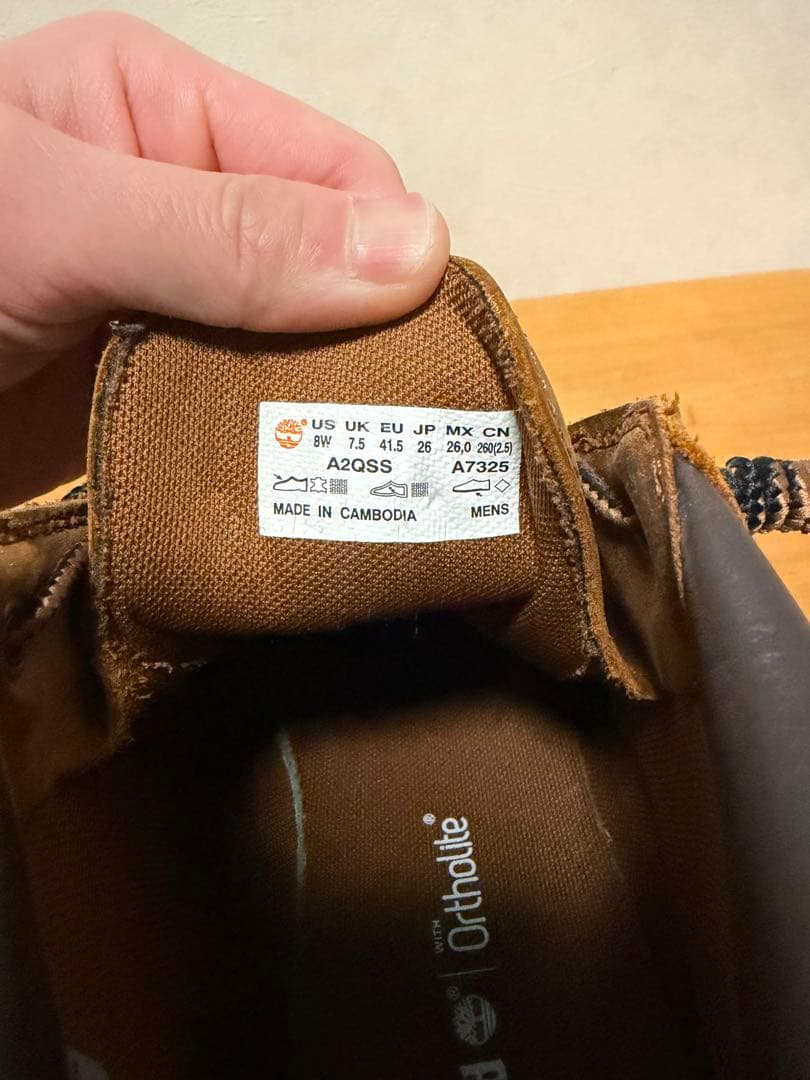 US UK EU JP MX CN
8W 7.5 41.5 26 26,0 260(2.5)
A2QSS A7325
MADE IN CAMBODIA MENS
WITH
Ortholite®
®